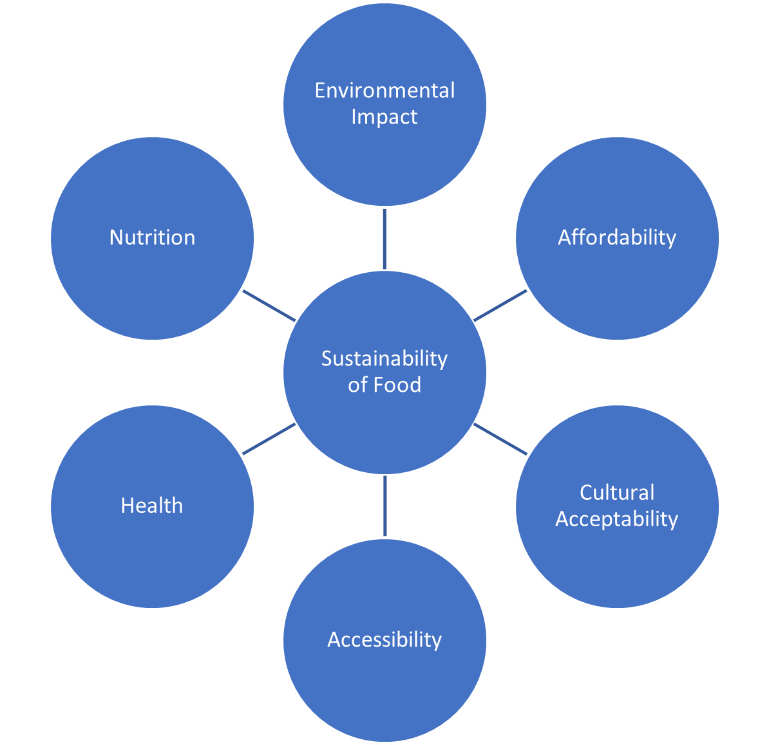 Environmental
Impact
Nutrition
Affordability
Sustainability
of Food
Health
Cultural
Acceptability
Accessibility